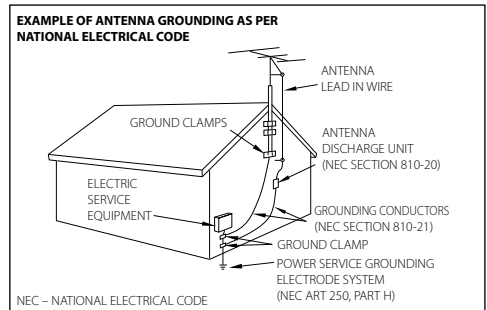 EXAMPLE OF ANTENNA GROUNDING AS PER
NATIONAL ELECTRICAL CODE
ANTENNA
LEAD IN WIRE
GROUND CLAMPS
ANTENNA
DISCHARGE UNIT
(NEC SECTION 810-20)
ELECTRIC
SERVICE
EQUIPMENT
GROUNDING CONDUCTORS
(NEC SECTION 810-21)
GROUND CLAMP
POWER SERVICE GROUNDING
ELECTRODE SYSTEM
(NEC ART 250, PART H)
NEC – NATIONAL ELECTRICAL CODE